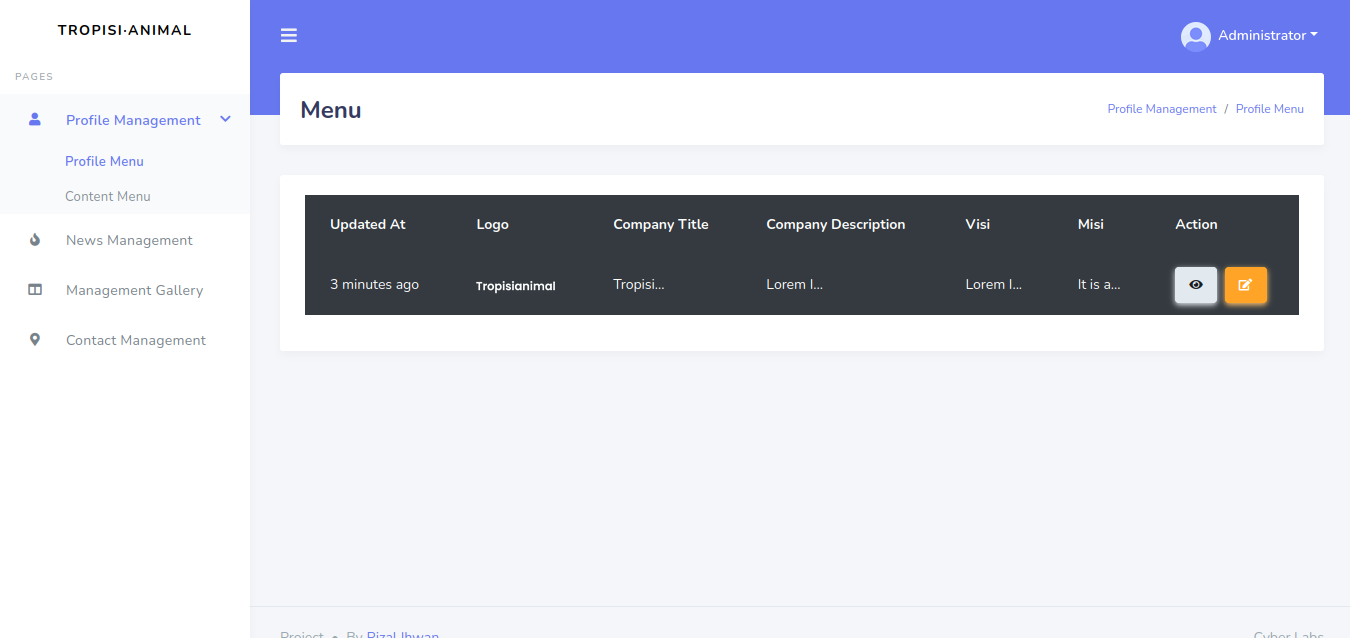 TROPISI·ANIMAL
Administrator
PAGES
Profile Management
Profile Menu
Content Menu
News Management
Management Gallery
Contact Management
Menu
Profile Management / Profile Menu
Updated At Logo Company Title Company Description Visi Misi Action
3 minutes ago Tropisianimal Tropisi... Lorem I... Lorem I... It is a...
Project • By Rizal Ihwan
Cyber Labs